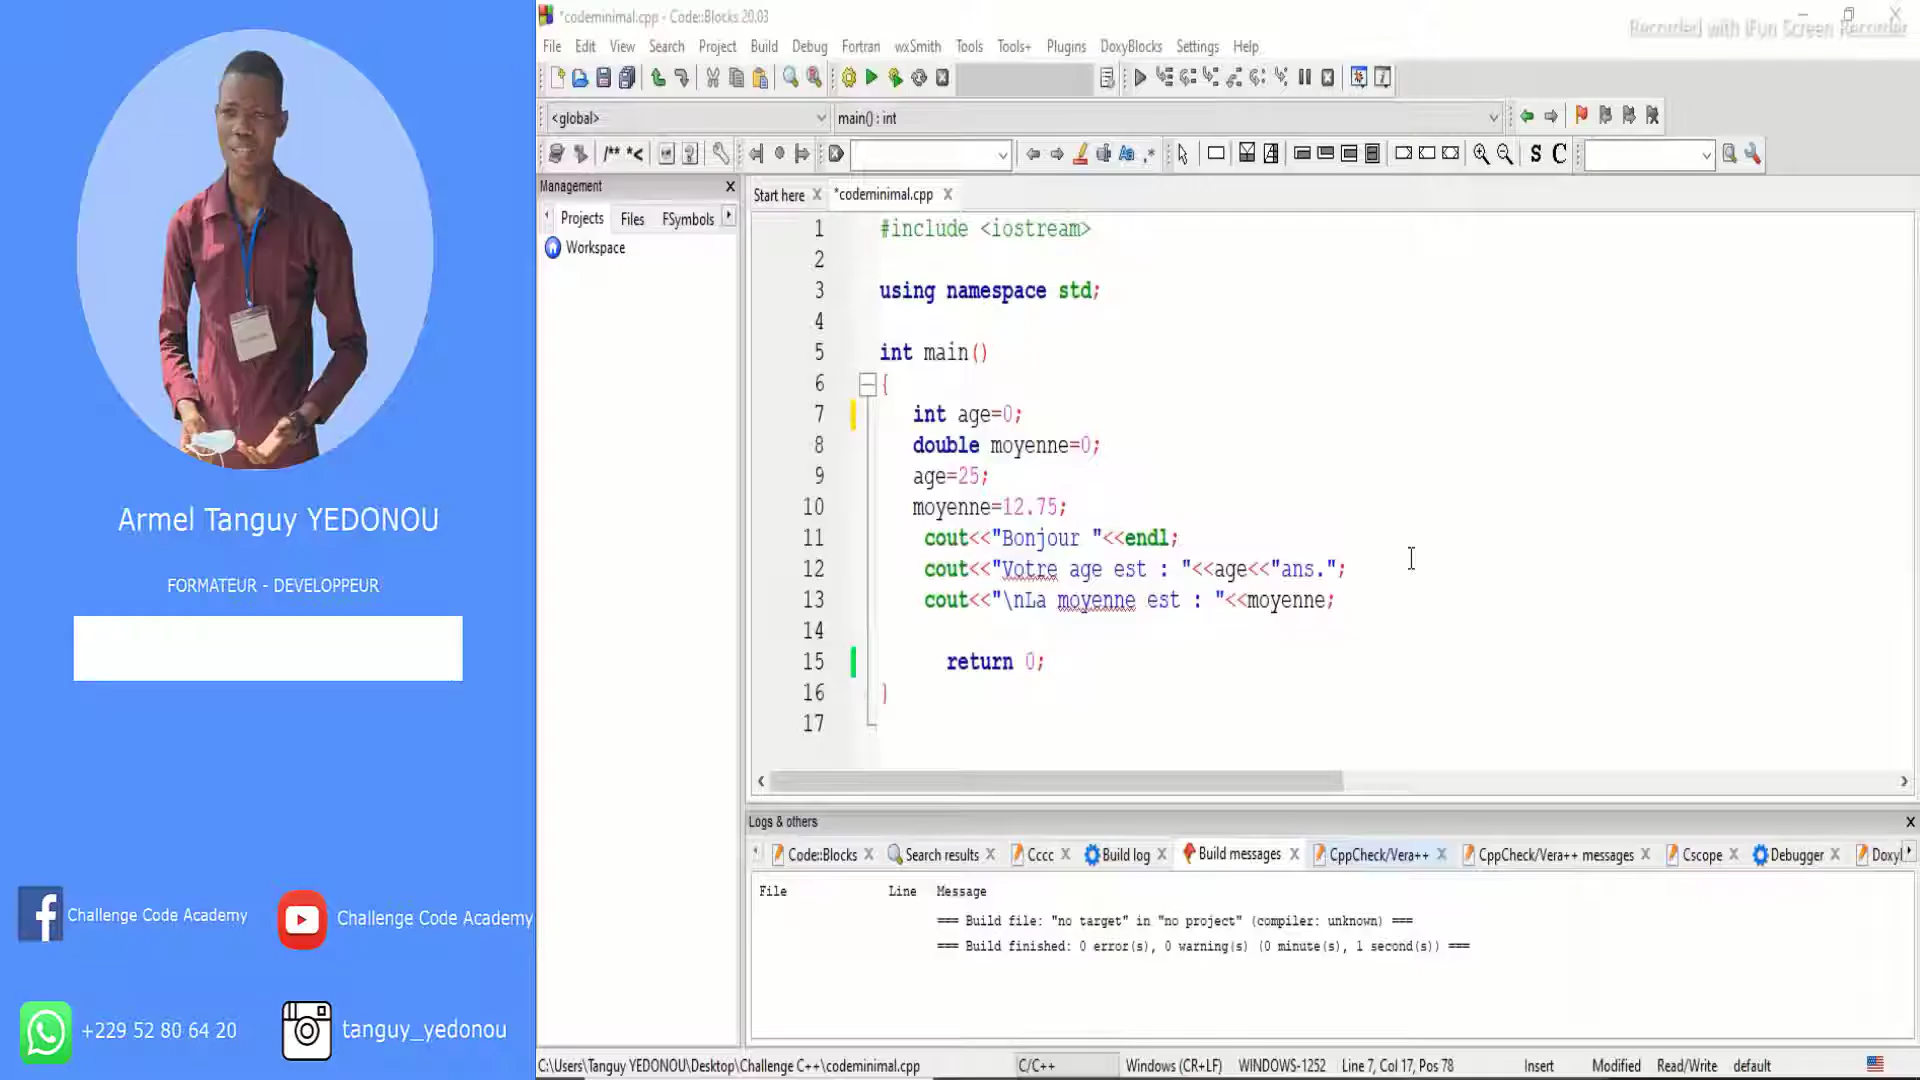 Armel Tanguy YEDONOU
FORMATEUR - DEVELOPPEUR
Challenge Code Academy
Challenge Code Academy
+229 52 80 64 20
tanguy_yedonou
*codeminimal.cpp - Code::Blocks 20.03
Recorded with iFun Screen Recorder
File Edit View Search Project Build Debug Fortran wxSmith Tools Tools+ Plugins DoxyBlocks Settings Help
<global> main() : int
/** *< Aa .* S C
Management
Projects Files FSymbols
Workspace
Start here *codeminimal.cpp
1 #include <iostream>
2
3 using namespace std;
4
5 int main()
6 {
7 int age=0;
8 double moyenne=0;
9 age=25;
10 moyenne=12.75;
11 cout<<"Bonjour "<<endl;
12 cout<<"Votre age est : "<<age<<"ans.";
13 cout<<"\nLa moyenne est : "<<moyenne;
14
15 return 0;
16 }
17
Logs & others
Code::Blocks Search results Cccc Build log Build messages CppCheck/Vera++ CppCheck/Vera++ messages Cscope Debugger Doxyl
File Line Message
=== Build file: "no target" in "no project" (compiler: unknown) ===
=== Build finished: 0 error(s), 0 warning(s) (0 minute(s), 1 second(s)) ===
C:\Users\Tanguy YEDONOU\Desktop\Challenge C++\codeminimal.cpp C/C++ Windows (CR+LF) WINDOWS-1252 Line 7, Col 17, Pos 78 Insert Modified Read/Write default